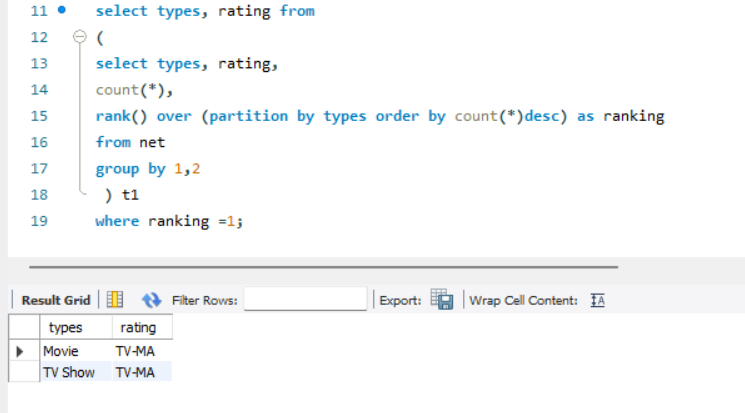 11 select types, rating from
12 (
13 select types, rating,
14 count(*),
15 rank() over (partition by types order by count(*)desc) as ranking
16 from net
17 group by 1,2
18 ) t1
19 where ranking =1;
Result Grid Filter Rows: Export: Wrap Cell Content:
types rating
Movie TV-MA
TV Show TV-MA